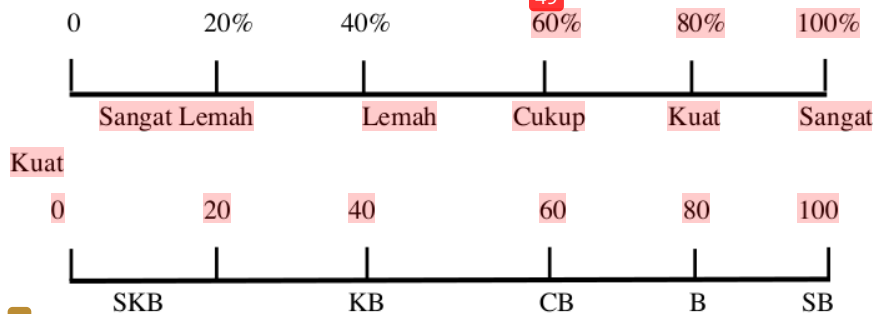 0 20% 40% 60% 80% 100%
Sangat Lemah Lemah Cukup Kuat Sangat
Kuat
0 20 40 60 80 100
SKB KB CB B SB